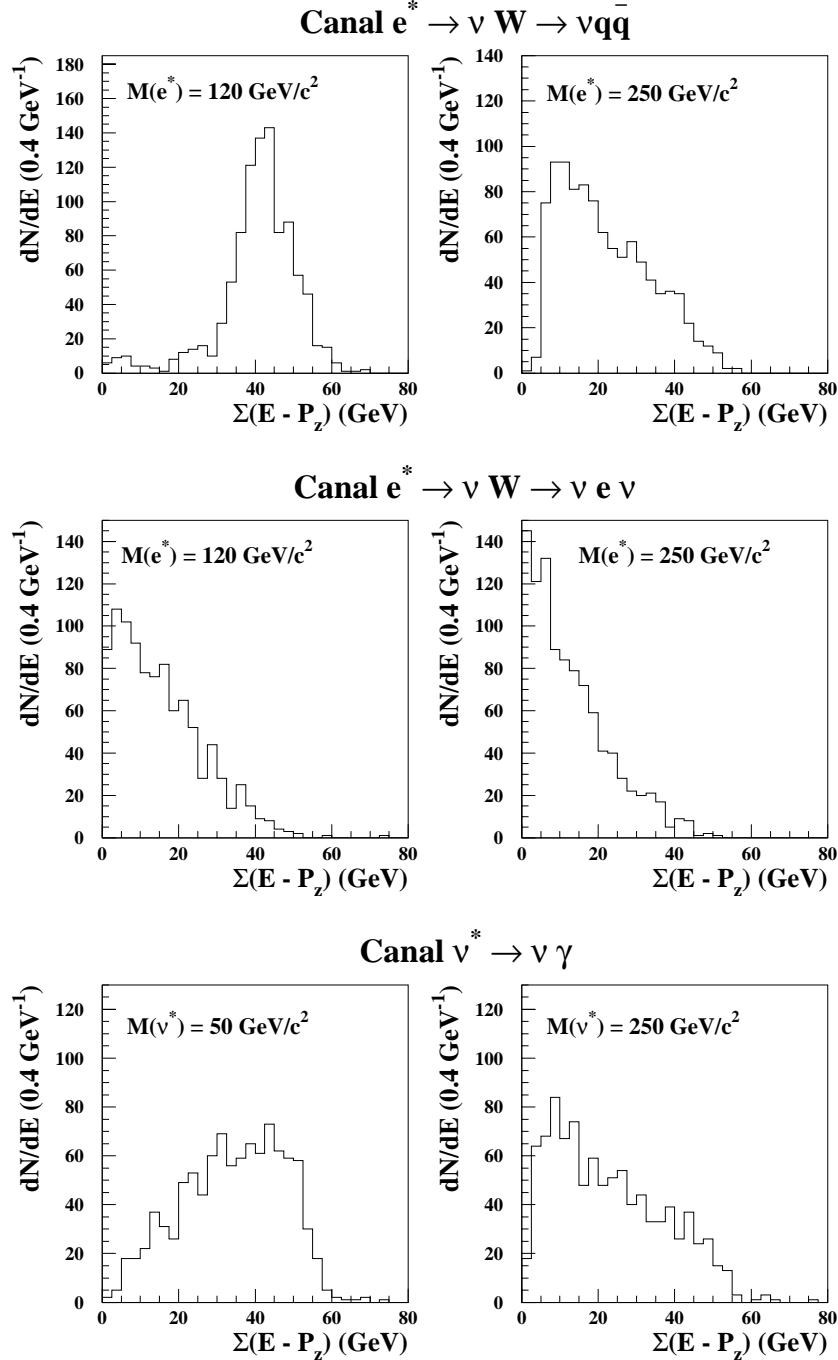 Canal e* → ν W → νqq̄
dN/dE (0.4 GeV⁻¹)
M(e*) = 120 GeV/c²
180
160
140
120
100
80
60
40
20
0
0 20 40 60 80
Σ(E - P_z) (GeV)
dN/dE (0.4 GeV⁻¹)
M(e*) = 250 GeV/c²
140
120
100
80
60
40
20
0
0 20 40 60 80
Σ(E - P_z) (GeV)
Canal e* → ν W → ν e ν
dN/dE (0.4 GeV⁻¹)
M(e*) = 120 GeV/c²
140
120
100
80
60
40
20
0
0 20 40 60 80
Σ(E - P_z) (GeV)
dN/dE (0.4 GeV⁻¹)
M(e*) = 250 GeV/c²
140
120
100
80
60
40
20
0
0 20 40 60 80
Σ(E - P_z) (GeV)
Canal ν* → ν γ
dN/dE (0.4 GeV⁻¹)
M(ν*) = 50 GeV/c²
120
100
80
60
40
20
0
0 20 40 60 80
Σ(E - P_z) (GeV)
dN/dE (0.4 GeV⁻¹)
M(ν*) = 250 GeV/c²
120
100
80
60
40
20
0
0 20 40 60 80
Σ(E - P_z) (GeV)